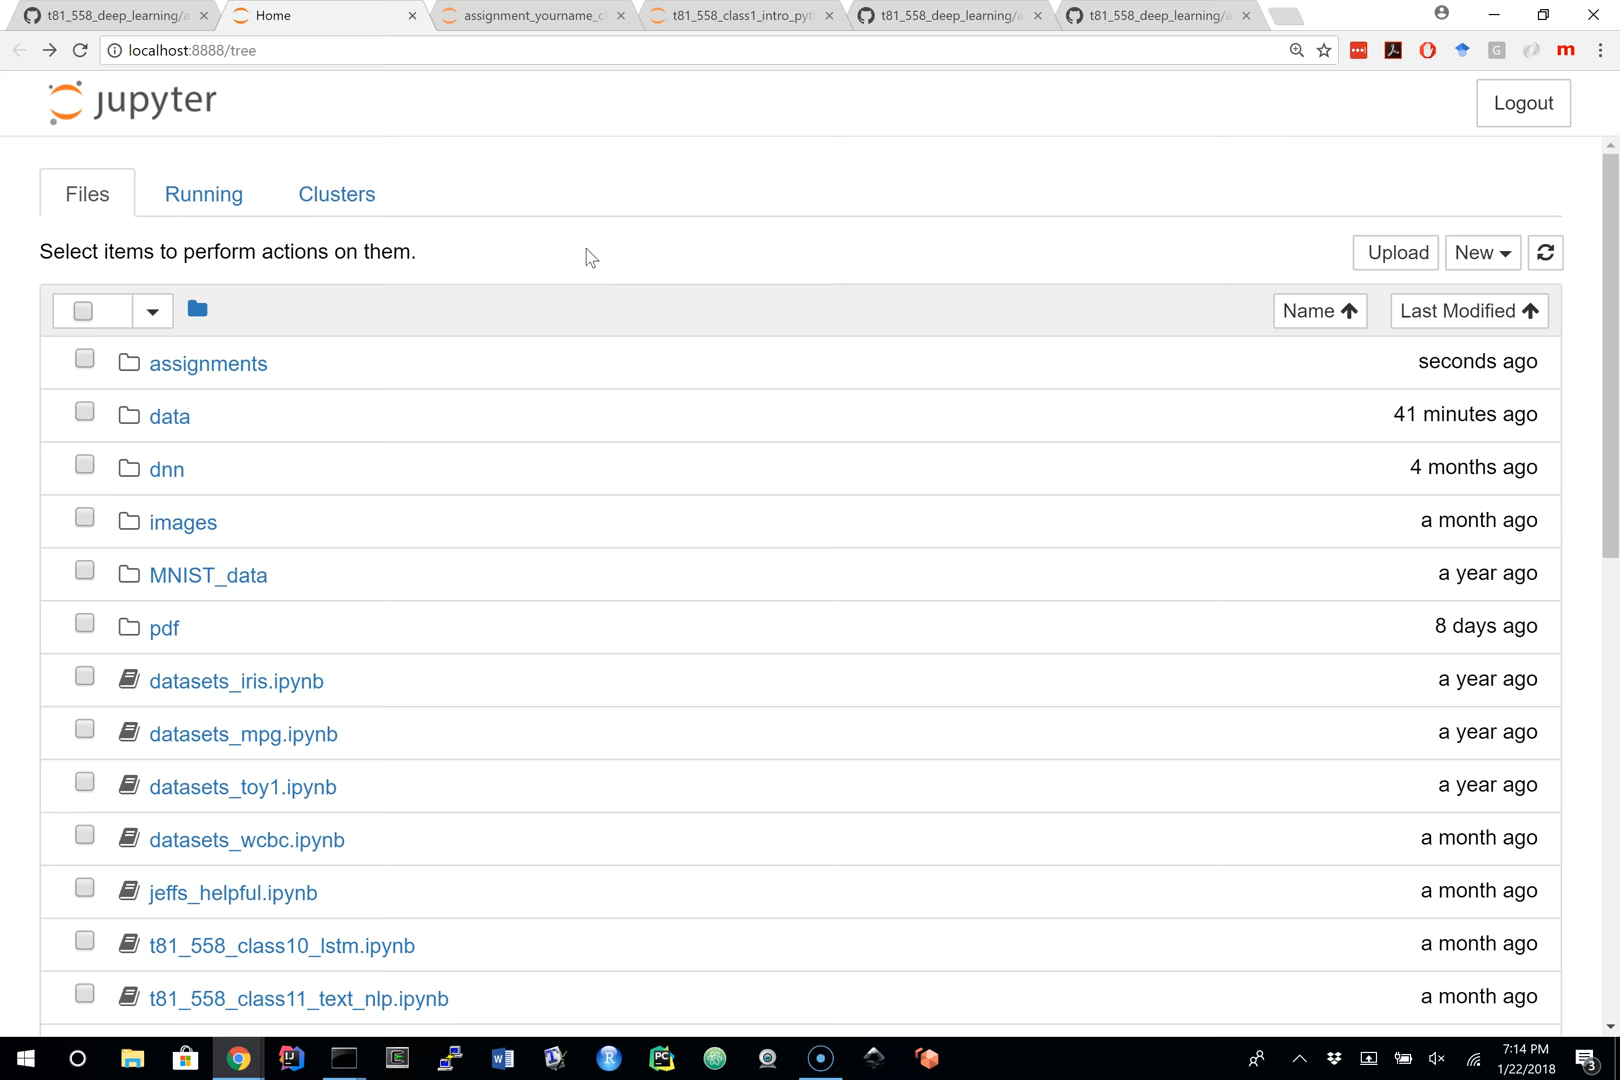 t81_558_deep_learning/a
Home
assignment_yourname_cl
t81_558_class1_intro_pyt
t81_558_deep_learning/a
t81_558_deep_learning/a
localhost:8888/tree
jupyter
Logout
Files
Running
Clusters
Select items to perform actions on them.
Upload
New
Name
Last Modified
assignments
seconds ago
data
41 minutes ago
dnn
4 months ago
images
a month ago
MNIST_data
a year ago
pdf
8 days ago
datasets_iris.ipynb
a year ago
datasets_mpg.ipynb
a year ago
datasets_toy1.ipynb
a year ago
datasets_wcbc.ipynb
a month ago
jeffs_helpful.ipynb
a month ago
t81_558_class10_lstm.ipynb
a month ago
t81_558_class11_text_nlp.ipynb
a month ago
7:14 PM
1/22/2018
3